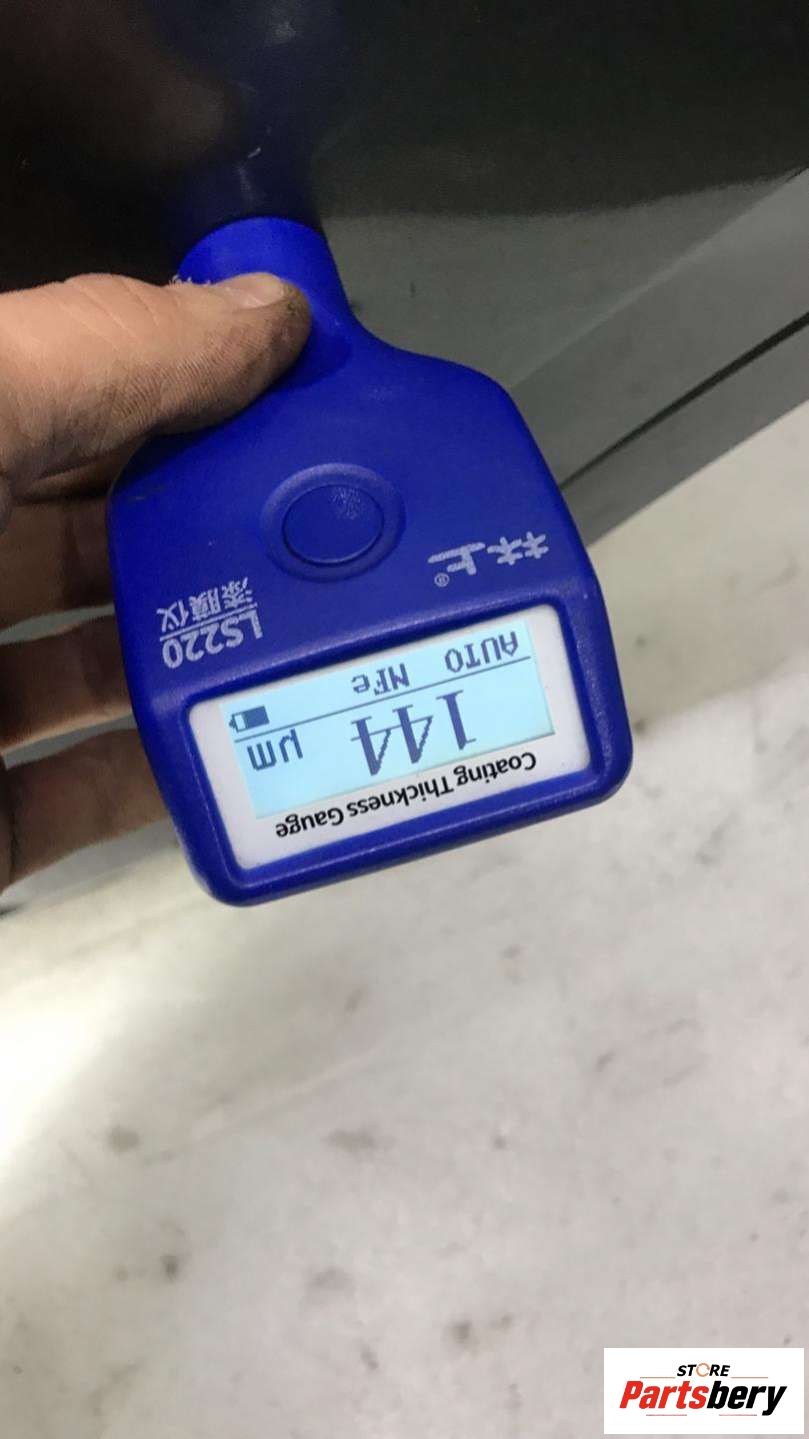 林上®
LS220
漆膜仪
AUTO NFe
144 μm
Coating Thickness Gauge
STORE
Partsbery